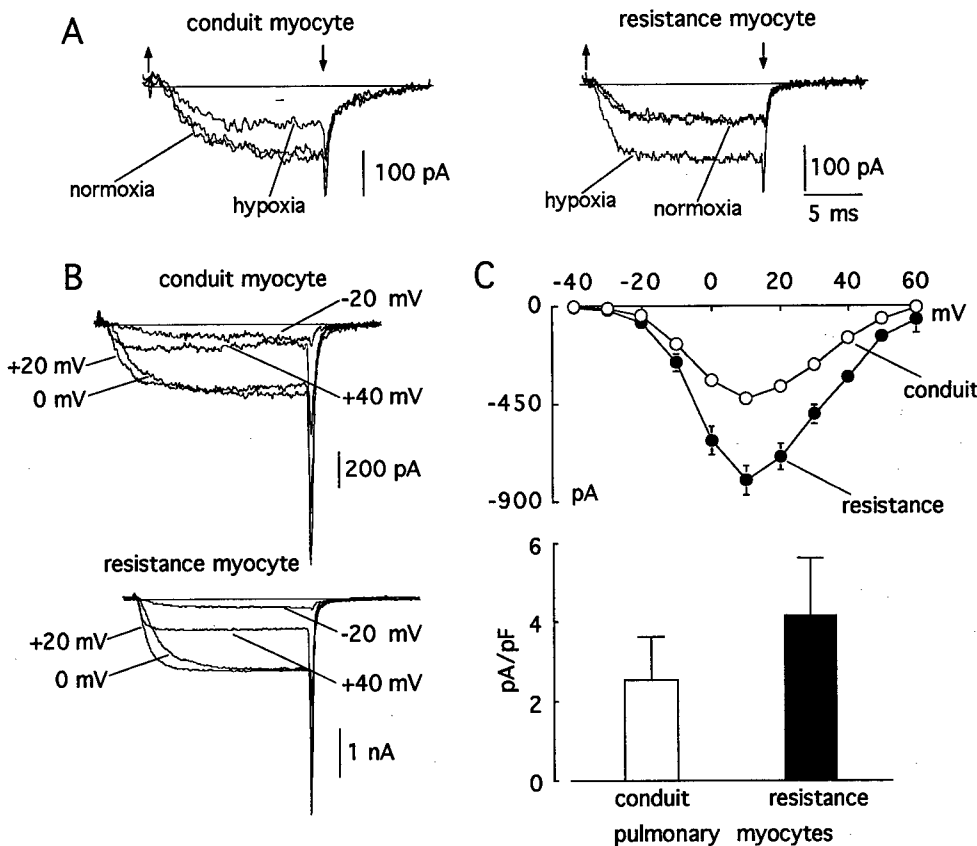 A
conduit myocyte
normoxia
hypoxia
100 pA
resistance myocyte
hypoxia
normoxia
100 pA
5 ms
B
conduit myocyte
-20 mV
+20 mV
0 mV
+40 mV
200 pA
resistance myocyte
-20 mV
+20 mV
0 mV
+40 mV
1 nA
C
-40 -20 0 20 40 60
mV
0
-450
-900
pA
conduit
resistance
6
4
2
0
pA/pF
conduit resistance
pulmonary myocytes